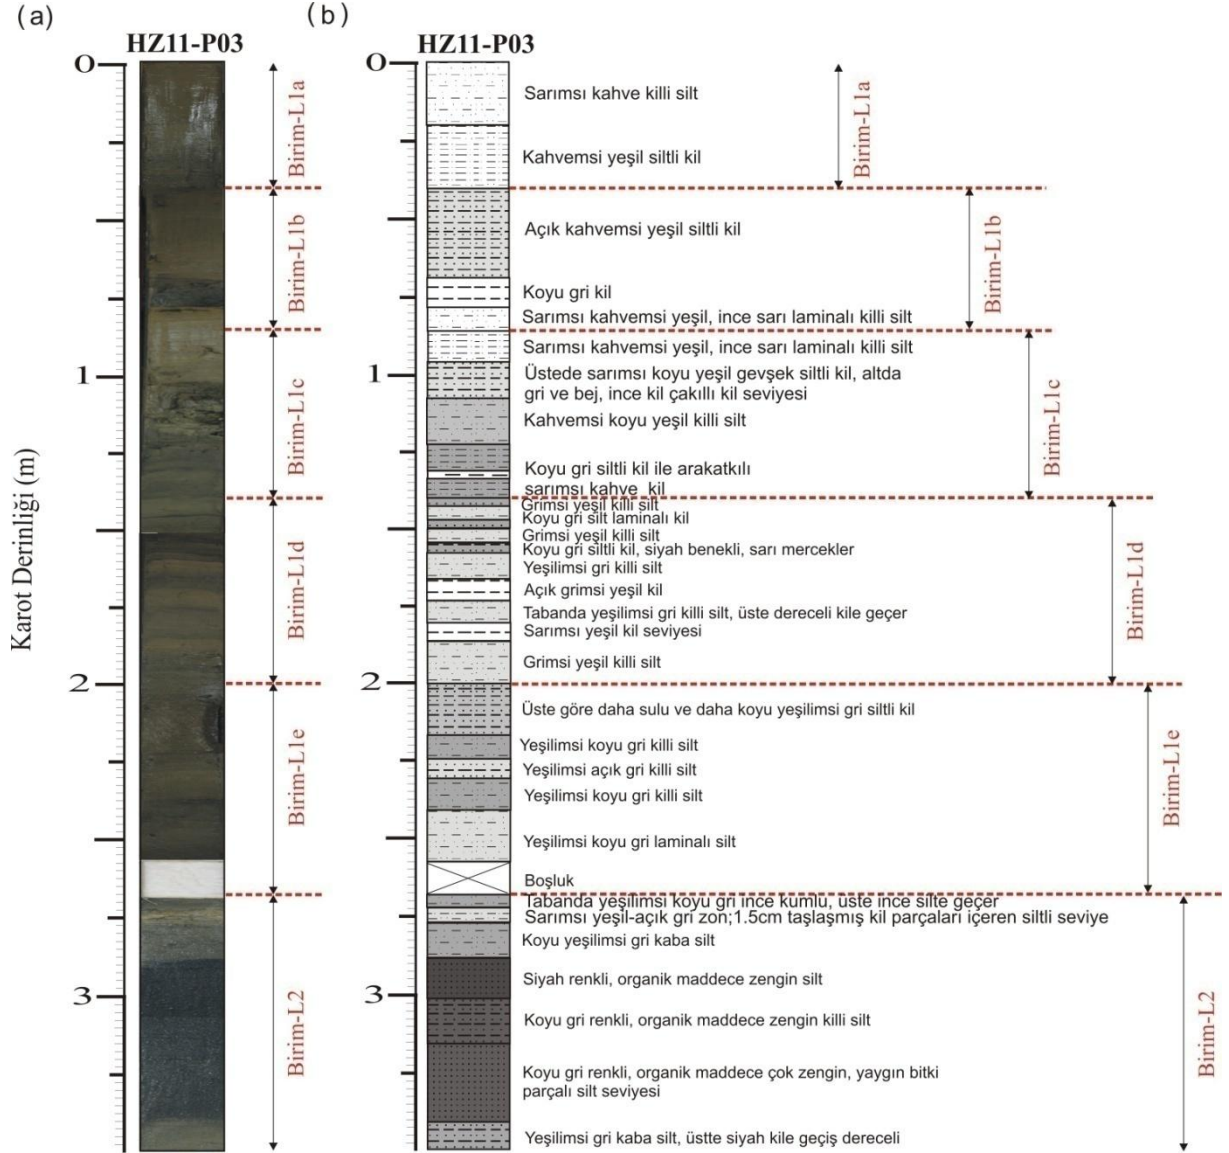 (a)
(b)
HZ11-P03
HZ11-P03
Karot Derinliği (m)
0
1
2
3
Birim-L1a
Birim-L1b
Birim-L1c
Birim-L1d
Birim-L1e
Birim-L2
0
1
2
3
Sarımsı kahve killi silt
Kahvemsi yeşil siltli kil
Açık kahvemsi yeşil siltli kil
Koyu gri kil
Sarımsı kahvemsi yeşil, ince sarı laminalı killi silt
Sarımsı kahvemsi yeşil, ince sarı laminalı killi silt
Üstede sarımsı koyu yeşil gevşek siltli kil, altda
gri ve bej, ince kil çakıllı kil seviyesi
Kahvemsi koyu yeşil killi silt
Koyu gri siltli kil ile arakatkılı
sarımsı kahve kil
Grimsi yeşil killi silt
Koyu gri silt laminalı kil
Grimsi yeşil killi silt
Koyu gri siltli kil, siyah benekli, sarı mercekler
Yeşilimsi gri killi silt
Açık grimsi yeşil kil
Tabanda yeşilimsi gri killi silt, üste dereceli kile geçer
Sarımsı yeşil kil seviyesi
Grimsi yeşil killi silt
Üste göre daha sulu ve daha koyu yeşilimsi gri siltli kil
Yeşilimsi koyu gri killi silt
Yeşilimsi açık gri killi silt
Yeşilimsi koyu gri killi silt
Yeşilimsi koyu gri laminalı silt
Boşluk
Tabanda yeşilimsi koyu gri ince kumlu, üste ince silte geçer
Sarımsı yeşil-açık gri zon;1.5cm taşlaşmış kil parçaları içeren siltli seviye
Koyu yeşilimsi gri kaba silt
Siyah renkli, organik maddece zengin silt
Koyu gri renkli, organik maddece zengin killi silt
Koyu gri renkli, organik maddece çok zengin, yaygın bitki
parçalı silt seviyesi
Yeşilimsi gri kaba silt, üstte siyah kile geçiş dereceli
Birim-L1a
Birim-L1b
Birim-L1c
Birim-L1d
Birim-L1e
Birim-L2